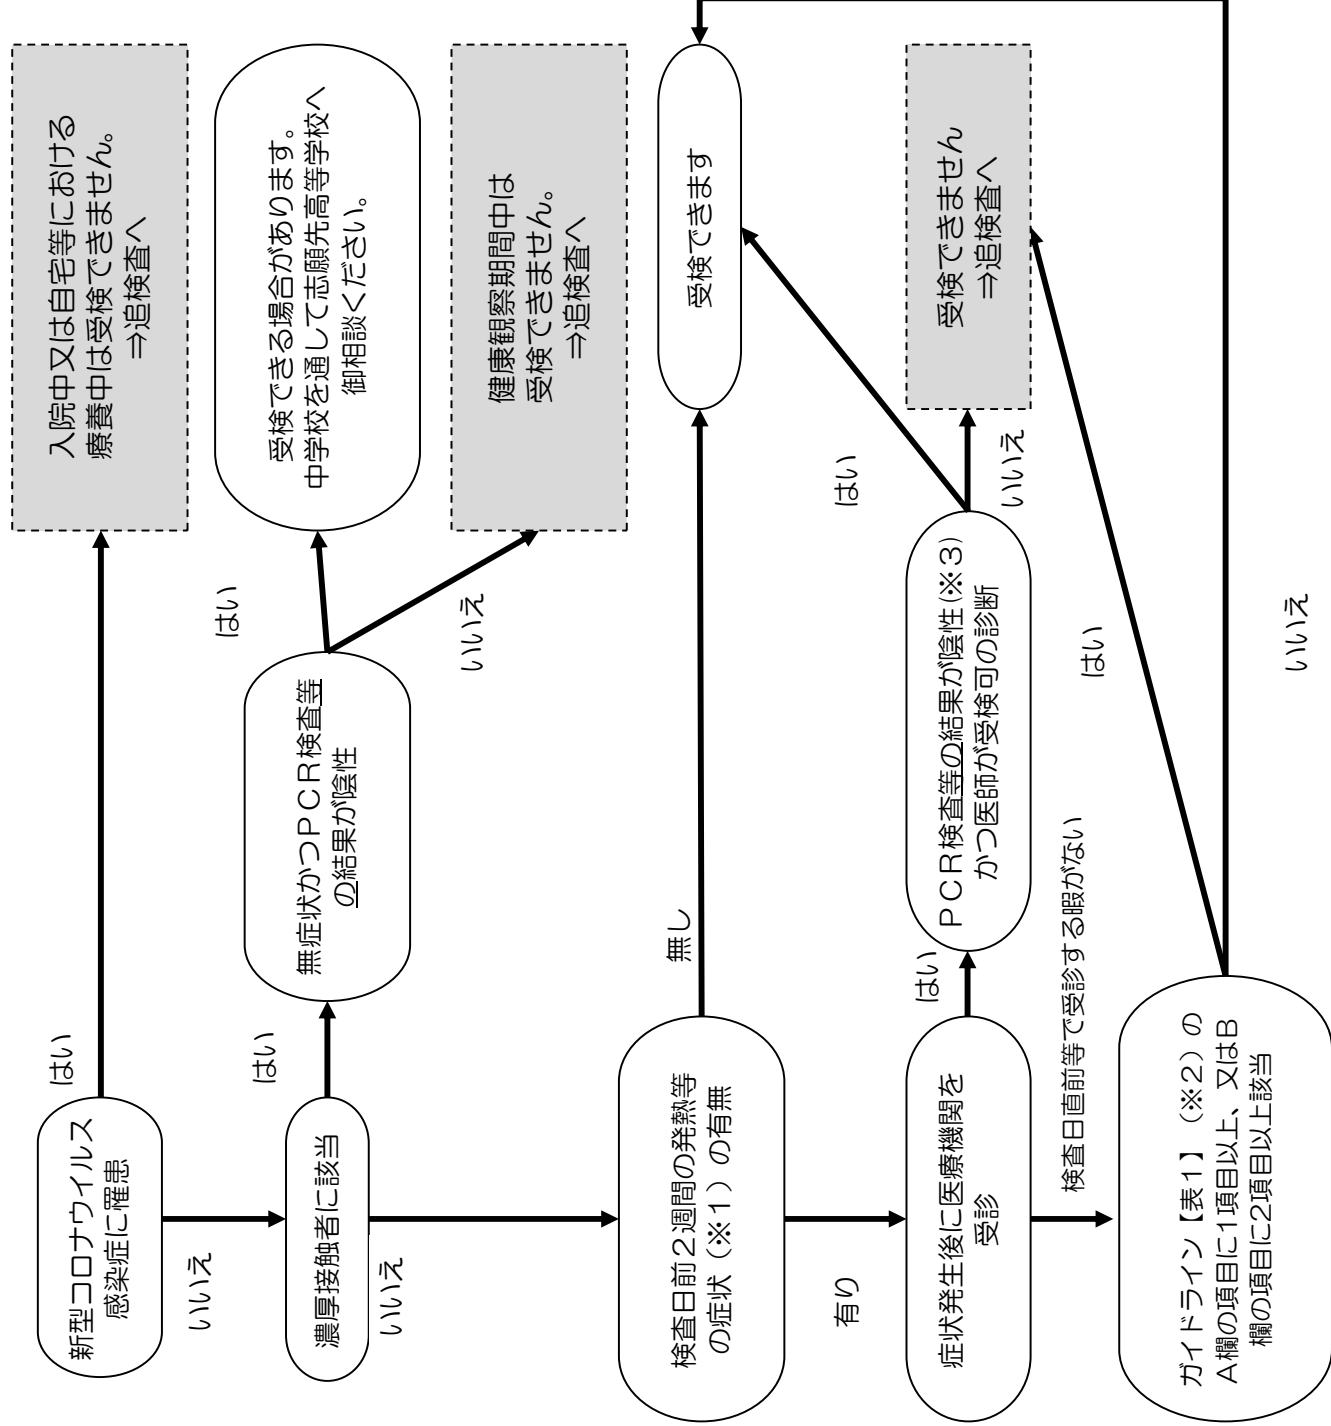 新型コロナウイルス
感染症に罹患
はい
入院中又は自宅等における
療養中は受検できません。
⇒追検査へ
いいえ
濃厚接触者に該当
はい
無症状かつPCR検査等
の結果が陰性
はい
受検できる場合があります。
中学校を通して志願先高等学校へ
御相談ください。
いいえ
健康観察期間中は
受検できません。
⇒追検査へ
いいえ
検査日前2週間の発熱等
の症状（※1）の有無
無し
受検できます
有り
症状発生後に医療機関を
受診
はい
PCR検査等の結果が陰性(※3)
かつ医師が受検可の診断
はい
いいえ
受検できません
⇒追検査へ
検査日直前等で受診する暇がない
ガイドライン【表1】（※2）の
A欄の項目に1項目以上、又はB
欄の項目に2項目以上該当
はい
いいえ